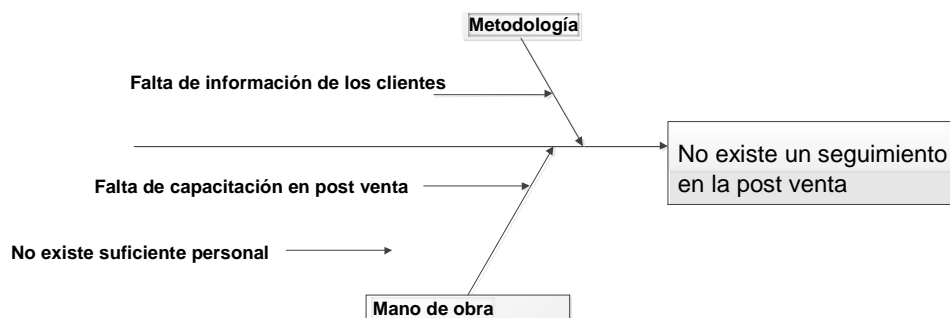 Metodología
Falta de información de los clientes
No existe un seguimiento
en la post venta
Falta de capacitación en post venta
No existe suficiente personal
Mano de obra